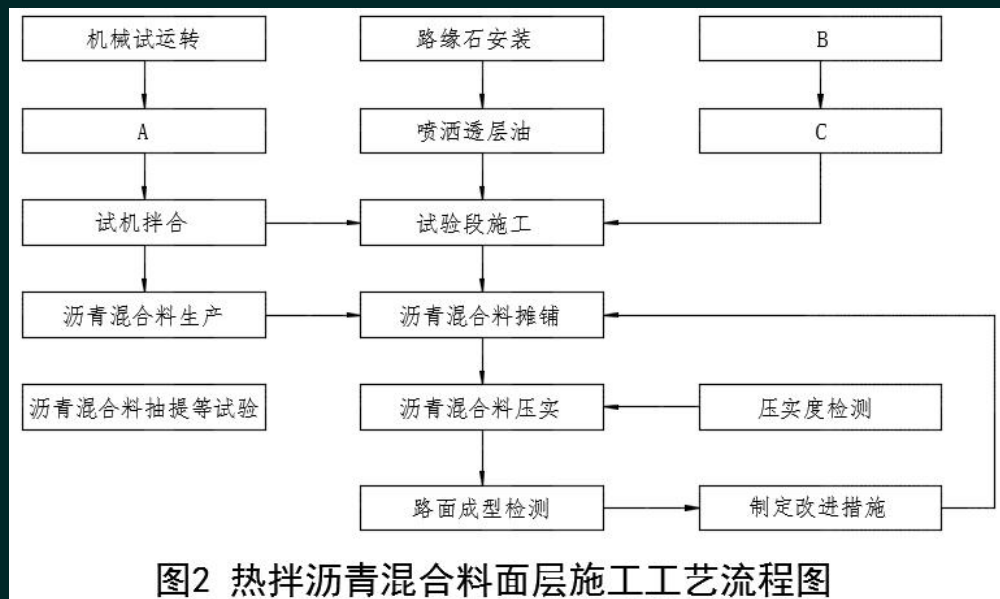 机械试运转
路缘石安装
B
A
喷洒透层油
C
试机拌合
试验段施工
沥青混合料生产
沥青混合料摊铺
沥青混合料抽提等试验
沥青混合料压实
压实度检测
路面成型检测
制定改进措施
图2 热拌沥青混合料面层施工工艺流程图